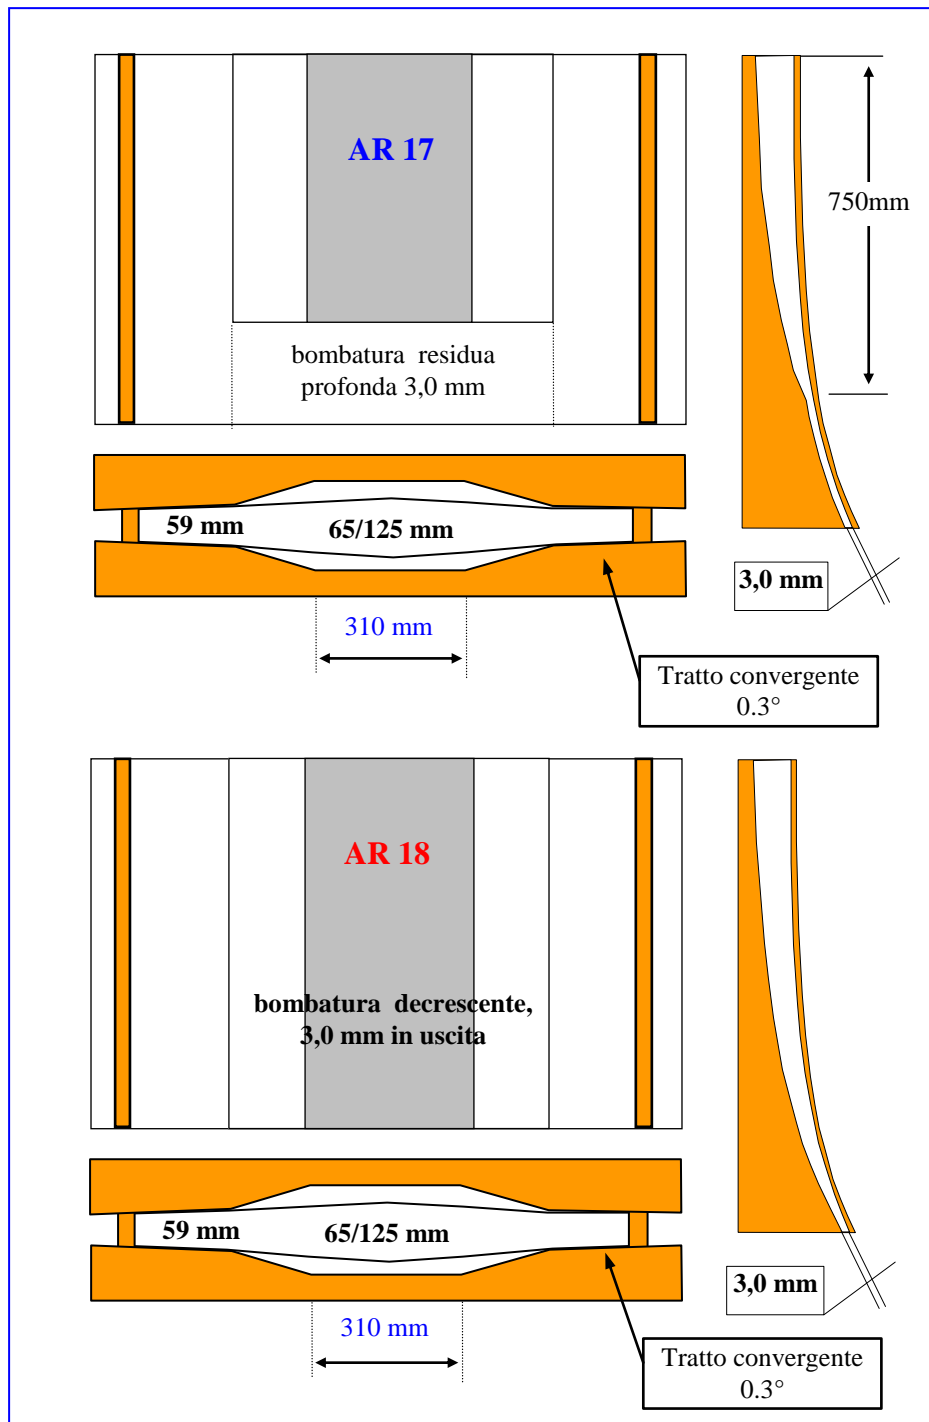 AR 17
750mm
bombatura residua
profonda 3,0 mm
59 mm
65/125 mm
3,0 mm
310 mm
Tratto convergente
0.3°
AR 18
bombatura decrescente,
3,0 mm in uscita
59 mm
65/125 mm
3,0 mm
310 mm
Tratto convergente
0.3°